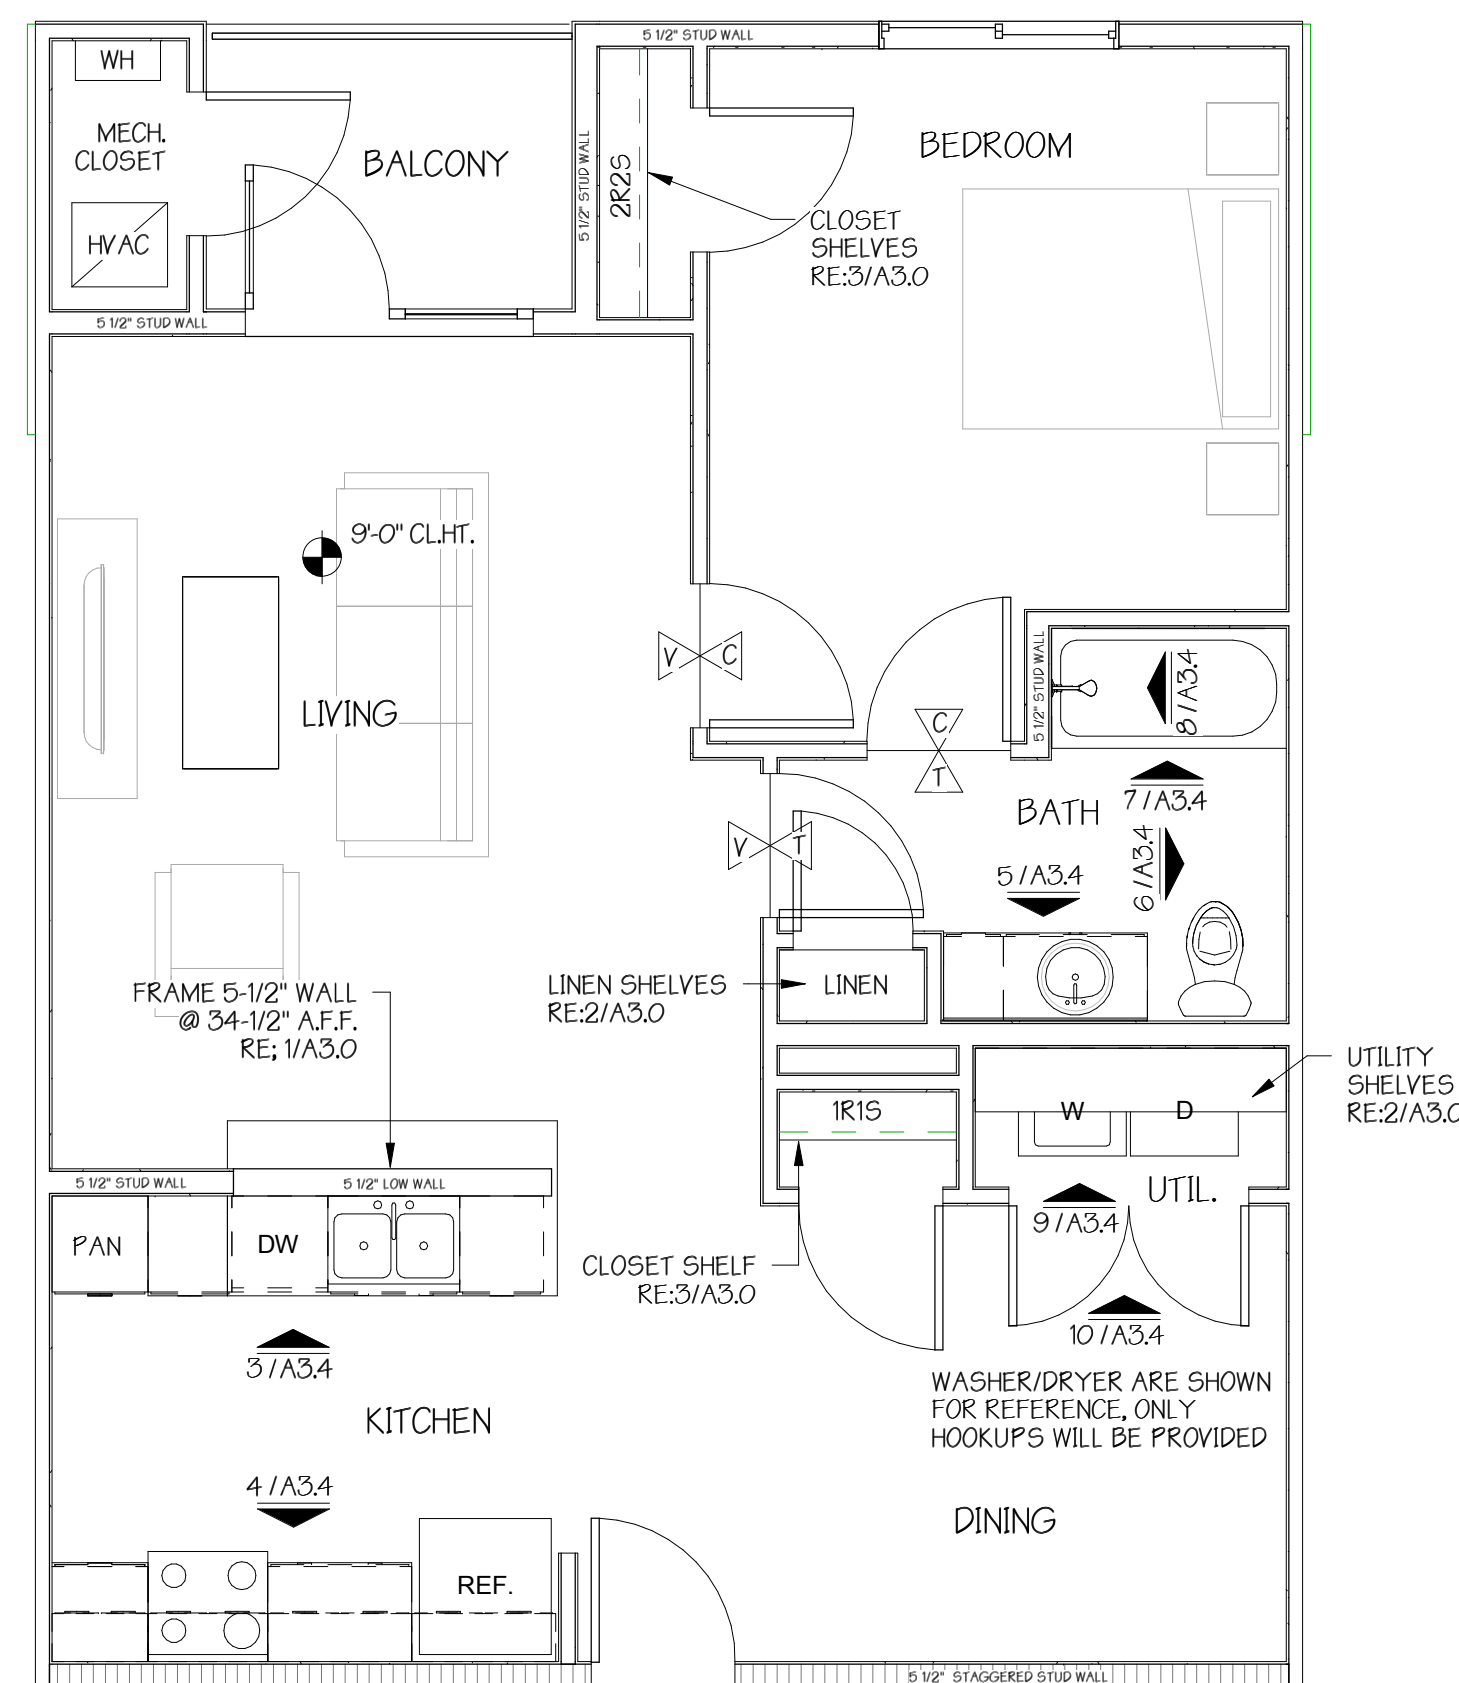 5 1/2" STUD WALL
WH
MECH.
CLOSET
BALCONY
BEDROOM
5 1/2" STUD WALL
2R2S
CLOSET
SHELVES
RE:3/A3.0
HVAC
5 1/2" STUD WALL
9'-0" CL.HT.
LIVING
V
C
5 1/2" STUD WALL
8 / A3.4
C
T
BATH
7 / A3.4
V
T
6 / A3.4
5 / A3.4
FRAME 5-1/2" WALL
@ 34-1/2" A.F.F.
RE; 1/A3.0
LINEN SHELVES
RE:2/A3.0
LINEN
UTILITY
SHELVES
RE:2/A3.0
1R1S
W
D
5 1/2" STUD WALL
5 1/2" LOW WALL
UTIL.
9 / A3.4
PAN
DW
CLOSET SHELF
RE:3/A3.0
10 / A3.4
3 / A3.4
WASHER/DRYER ARE SHOWN
FOR REFERENCE, ONLY
HOOKUPS WILL BE PROVIDED
KITCHEN
4 / A3.4
DINING
REF.
5 1/2" STAGGERED STUD WALL